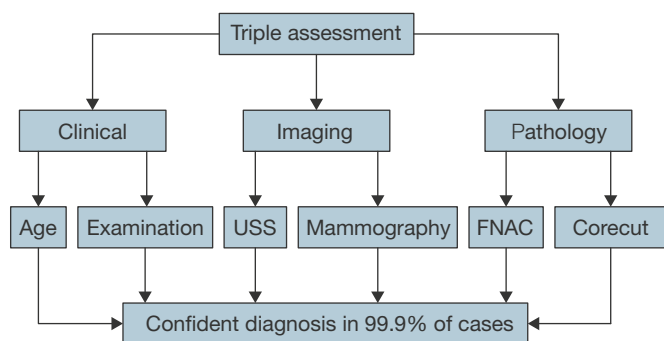 Triple assessment
Clinical
Imaging
Pathology
Age
Examination
USS
Mammography
FNAC
Corecut
Confident diagnosis in 99.9% of cases